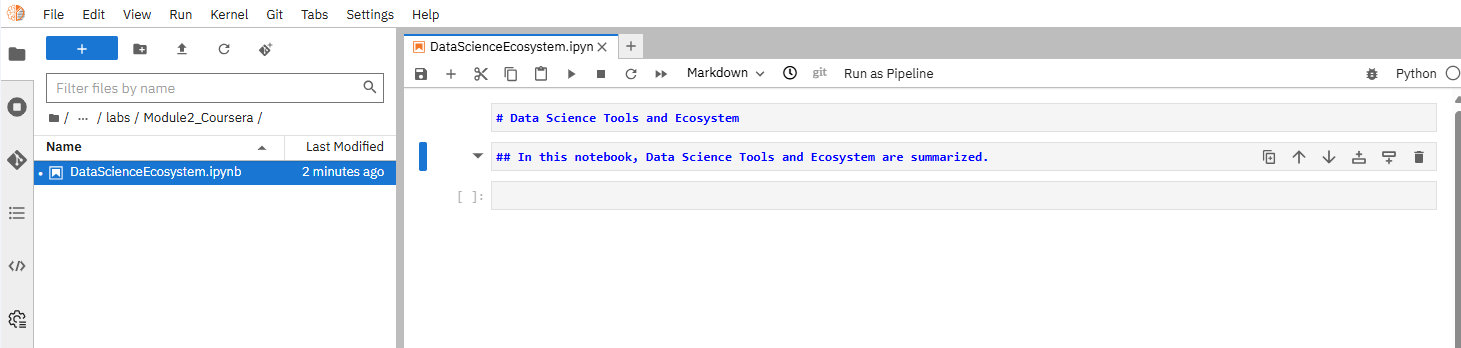 File Edit View Run Kernel Git Tabs Settings Help
DataScienceEcosystem.ipyn
Markdown
git
Run as Pipeline
Python
Filter files by name
/ ... / labs / Module2_Coursera /
Name
Last Modified
DataScienceEcosystem.ipynb
2 minutes ago
# Data Science Tools and Ecosystem
## In this notebook, Data Science Tools and Ecosystem are summarized.
[ ]: